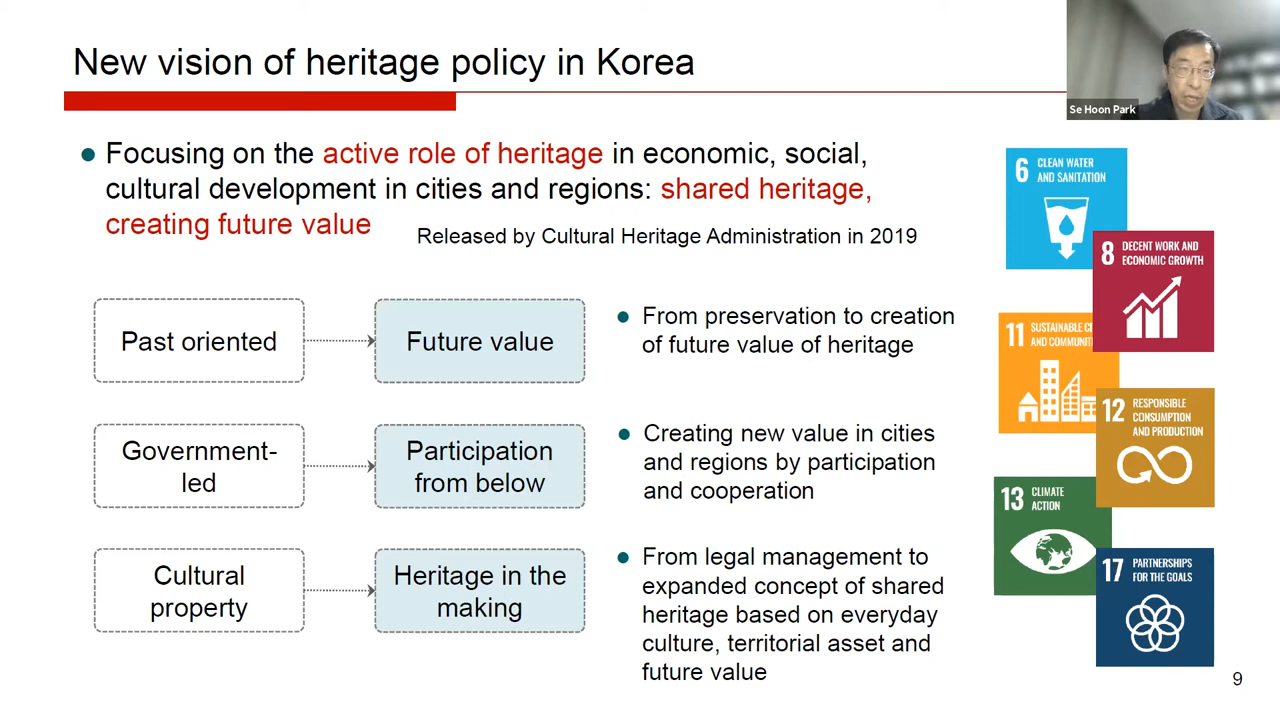 New vision of heritage policy in Korea
Se Hoon Park
Focusing on the active role of heritage in economic, social,
cultural development in cities and regions: shared heritage,
creating future value
Released by Cultural Heritage Administration in 2019
Past oriented
Future value
From preservation to creation
of future value of heritage
Government-
led
Participation
from below
Creating new value in cities
and regions by participation
and cooperation
Cultural
property
Heritage in the
making
From legal management to
expanded concept of shared
heritage based on everyday
culture, territorial asset and
future value
6 CLEAN WATER
AND SANITATION
8 DECENT WORK AND
ECONOMIC GROWTH
11 SUSTAINABLE
AND
12 RESPONSIBLE
CONSUMPTION
AND PRODUCTION
13 CLIMATE
ACTION
17 PARTNERSHIPS
FOR THE GOALS
9